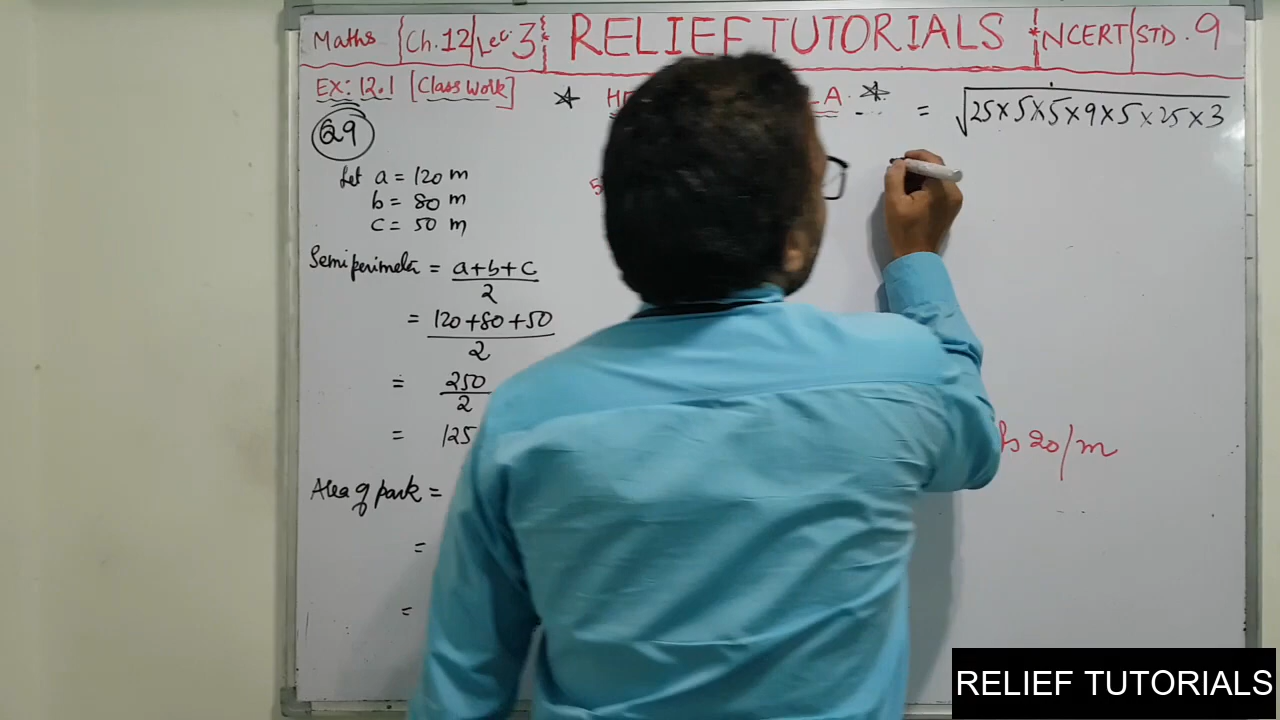 Maths Ch.12 Lec. 3 RELIEF TUTORIALS NCERT STD. 9
EX: 12.1 [Class work]
Q9
Let a = 120 m
b = 80 m
c = 50 m
Semiperimeter = a+b+c / 2
= 120+80+50 / 2
= 250 / 2
= 125
Area of park =
=
=
= √25×5×5×9×5×25×3
Rs 20/m
RELIEF TUTORIALS